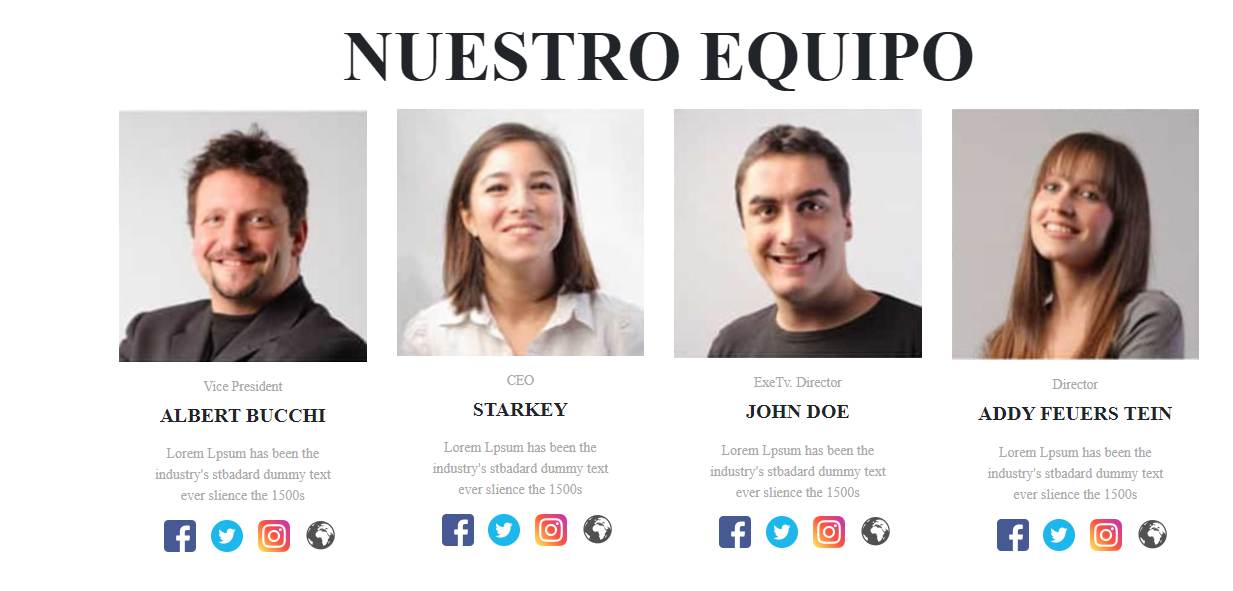 NUESTRO EQUIPO
Vice President
ALBERT BUCCHI
Lorem Lpsum has been the
industry's stbadard dummy text
ever slience the 1500s
CEO
STARKEY
Lorem Lpsum has been the
industry's stbadard dummy text
ever slience the 1500s
ExeTv. Director
JOHN DOE
Lorem Lpsum has been the
industry's stbadard dummy text
ever slience the 1500s
Director
ADDY FEUERS TEIN
Lorem Lpsum has been the
industry's stbadard dummy text
ever slience the 1500s